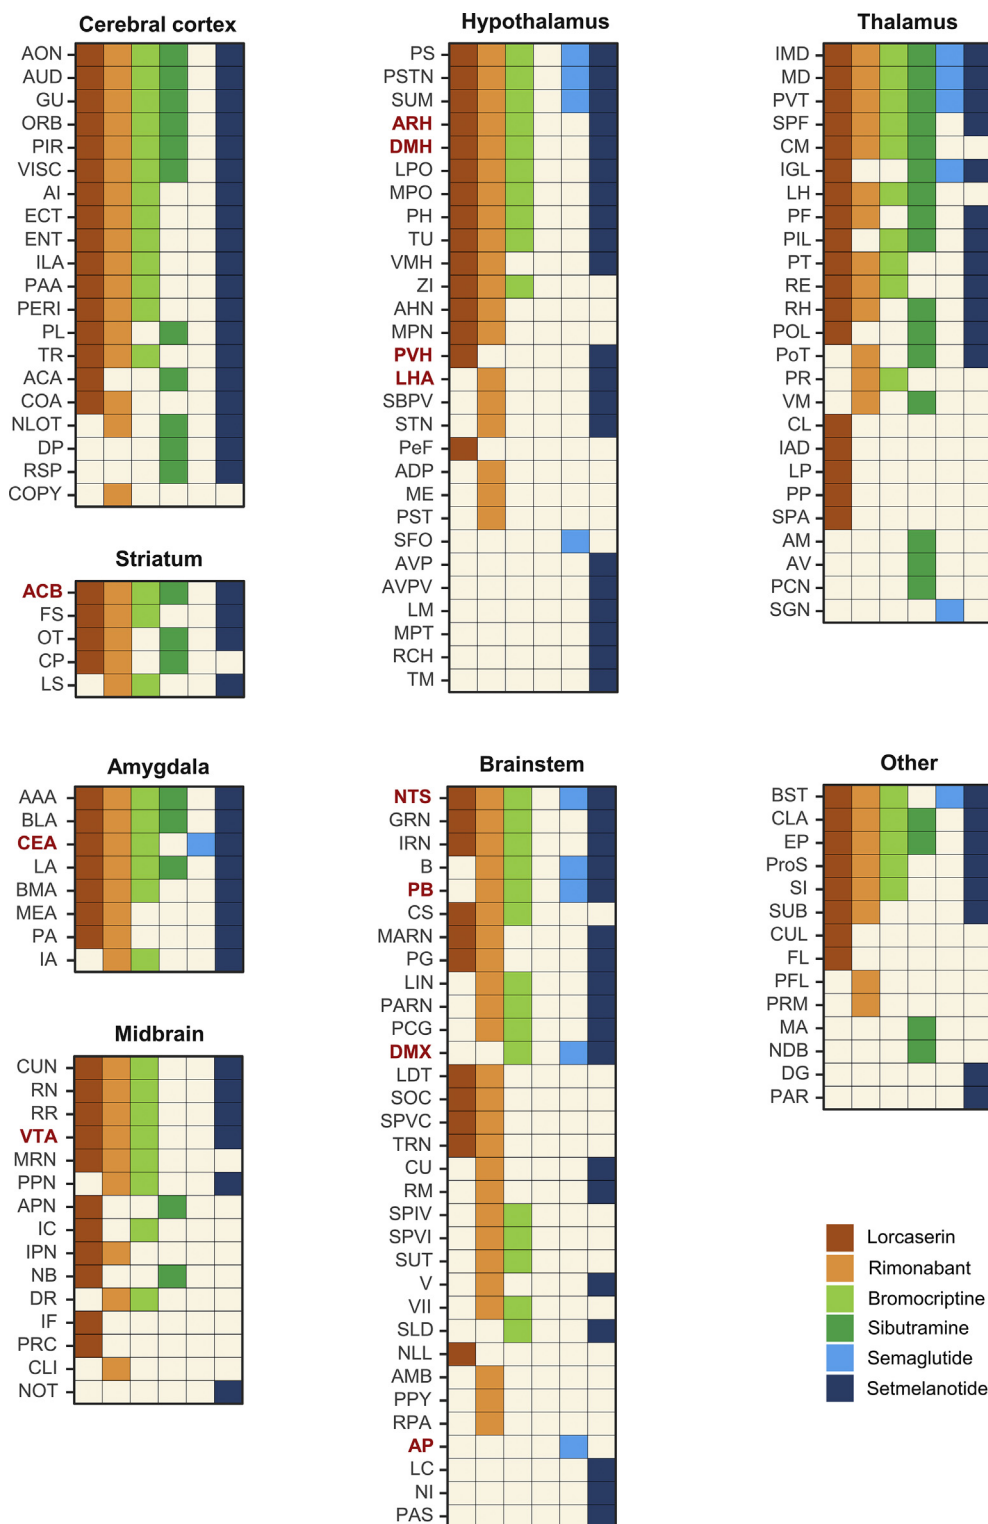 Cerebral cortex
AON
AUD
GU
ORB
PIR
VISC
AI
ECT
ENT
ILA
PAA
PERI
PL
TR
ACA
COA
NLOT
DP
RSP
COPY
Striatum
ACB
FS
OT
CP
LS
Amygdala
AAA
BLA
CEA
LA
BMA
MEA
PA
IA
Midbrain
CUN
RN
RR
VTA
MRN
PPN
APN
IC
IPN
NB
DR
IF
PRC
CLI
NOT
Hypothalamus
PS
PSTN
SUM
ARH
DMH
LPO
MPO
PH
TU
VMH
ZI
AHN
MPN
PVH
LHA
SBPV
STN
PeF
ADP
ME
PST
SFO
AVP
AVPV
LM
MPT
RCH
TM
Brainstem
NTS
GRN
IRN
B
PB
CS
MARN
PG
LIN
PARN
PCG
DMX
LDT
SOC
SPVC
TRN
CU
RM
SPIV
SPVI
SUT
V
VII
SLD
NLL
AMB
PPY
RPA
AP
LC
NI
PAS
Thalamus
IMD
MD
PVT
SPF
CM
IGL
LH
PF
PIL
PT
RE
RH
POL
PoT
PR
VM
CL
IAD
LP
PP
SPA
AM
AV
PCN
SGN
Other
BST
CLA
EP
ProS
SI
SUB
CUL
FL
PFL
PRM
MA
NDB
DG
PAR
Lorcaserin
Rimonabant
Bromocriptine
Sibutramine
Semaglutide
Setmelanotide